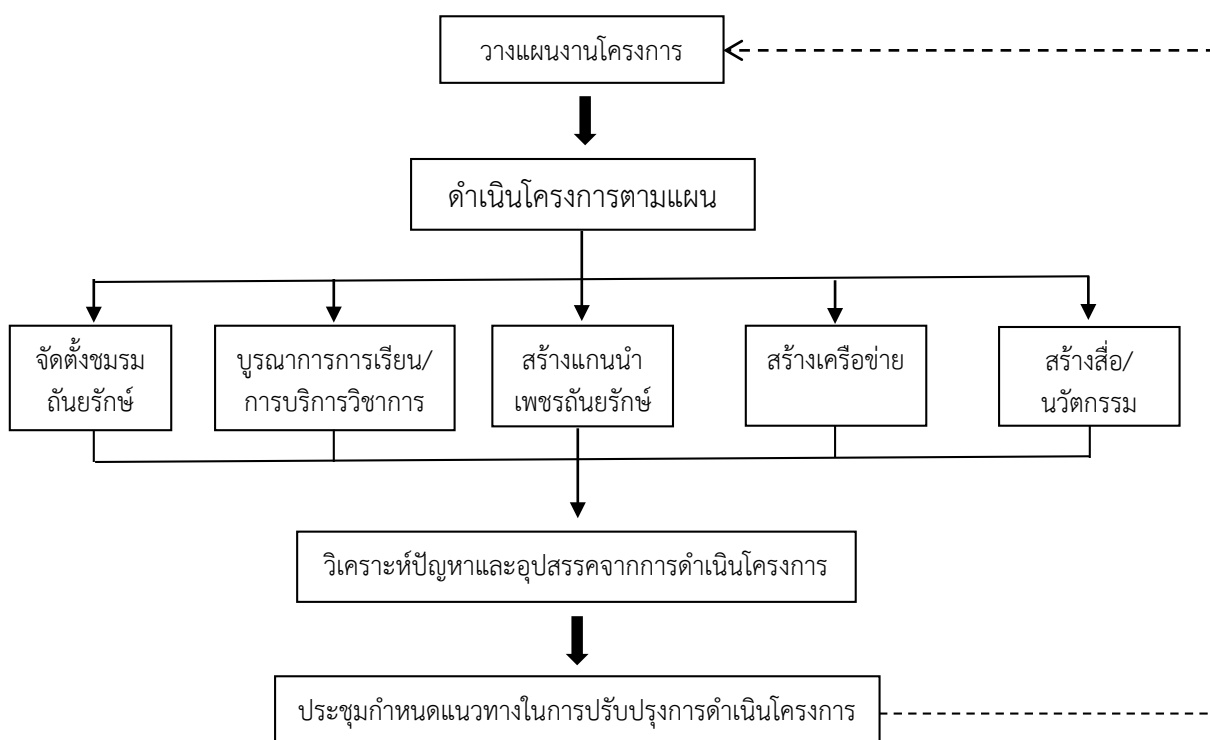 วางแผนงานโครงการ
ดำเนินโครงการตามแผน
จัดตั้งชมรม
ถันยรักษ์
บูรณาการการเรียน/
การบริการวิชาการ
สร้างแกนนำ
เพชรถันยรักษ์
สร้างเครือข่าย
สร้างสื่อ/
นวัตกรรม
วิเคราะห์ปัญหาและอุปสรรคจากการดำเนินโครงการ
ประชุมกำหนดแนวทางในการปรับปรุงการดำเนินโครงการ